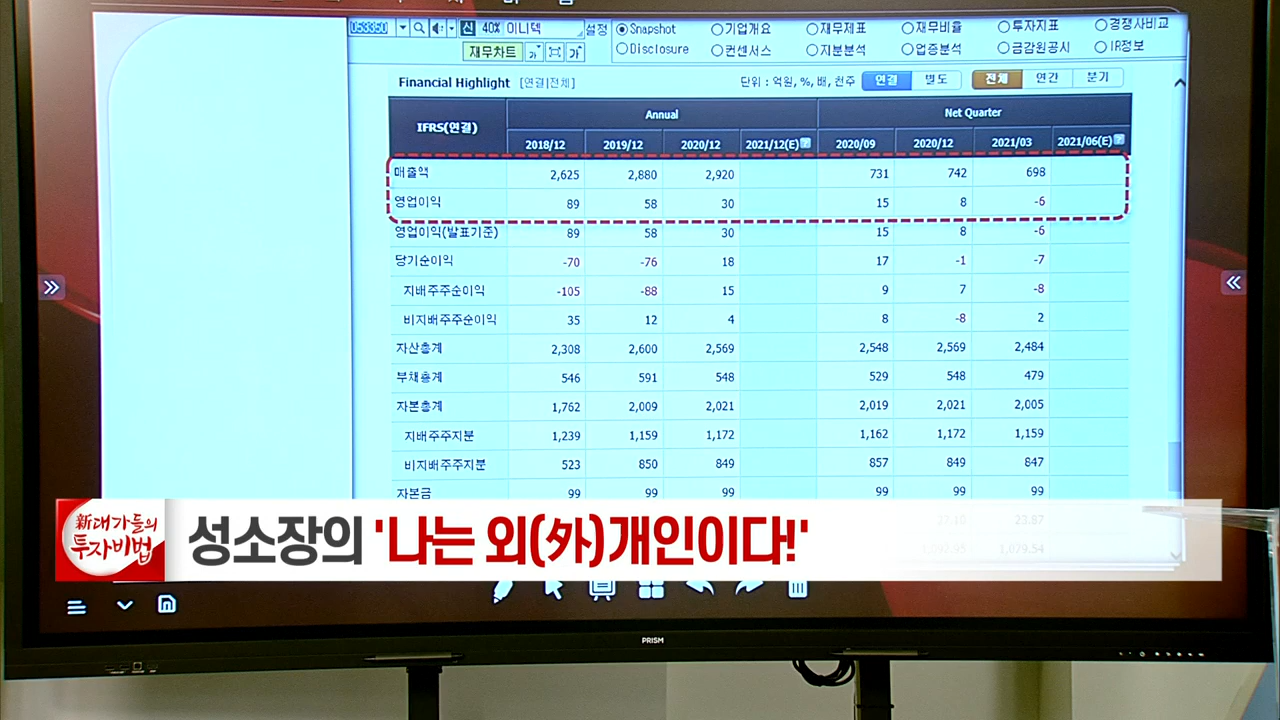 053350 신 40% 이니텍 설정 Snapshot 기업개요 재무제표 재무비율 투자지표 경쟁사비교
재무차트 가 가 Disclosure 컨센서스 지분분석 업종분석 금감원공시 IR정보
Financial Highlight [연결|전체] 단위 : 억원, %, 배, 천주 연결 별도 전체 연간 분기
IFRS(연결) Annual Net Quarter
2018/12 2019/12 2020/12 2021/12(E) 2020/09 2020/12 2021/03 2021/06(E)
매출액 2,625 2,880 2,920 731 742 698
영업이익 89 58 30 15 8 -6
영업이익(발표기준) 89 58 30 15 8 -6
당기순이익 -70 -76 18 17 -1 -7
지배주주순이익 -105 -88 15 9 7 -8
비지배주주순이익 35 12 4 8 -8 2
자산총계 2,308 2,600 2,569 2,548 2,569 2,484
부채총계 546 591 548 529 548 479
자본총계 1,762 2,009 2,021 2,019 2,021 2,005
지배주주지분 1,239 1,159 1,172 1,162 1,172 1,159
비지배주주지분 523 850 849 857 849 847
자본금 99 99 99 99 99 99
新대가들의
투자비법
성소장의 '나는 외(外)개인이다!'
1,079.54
PRISM